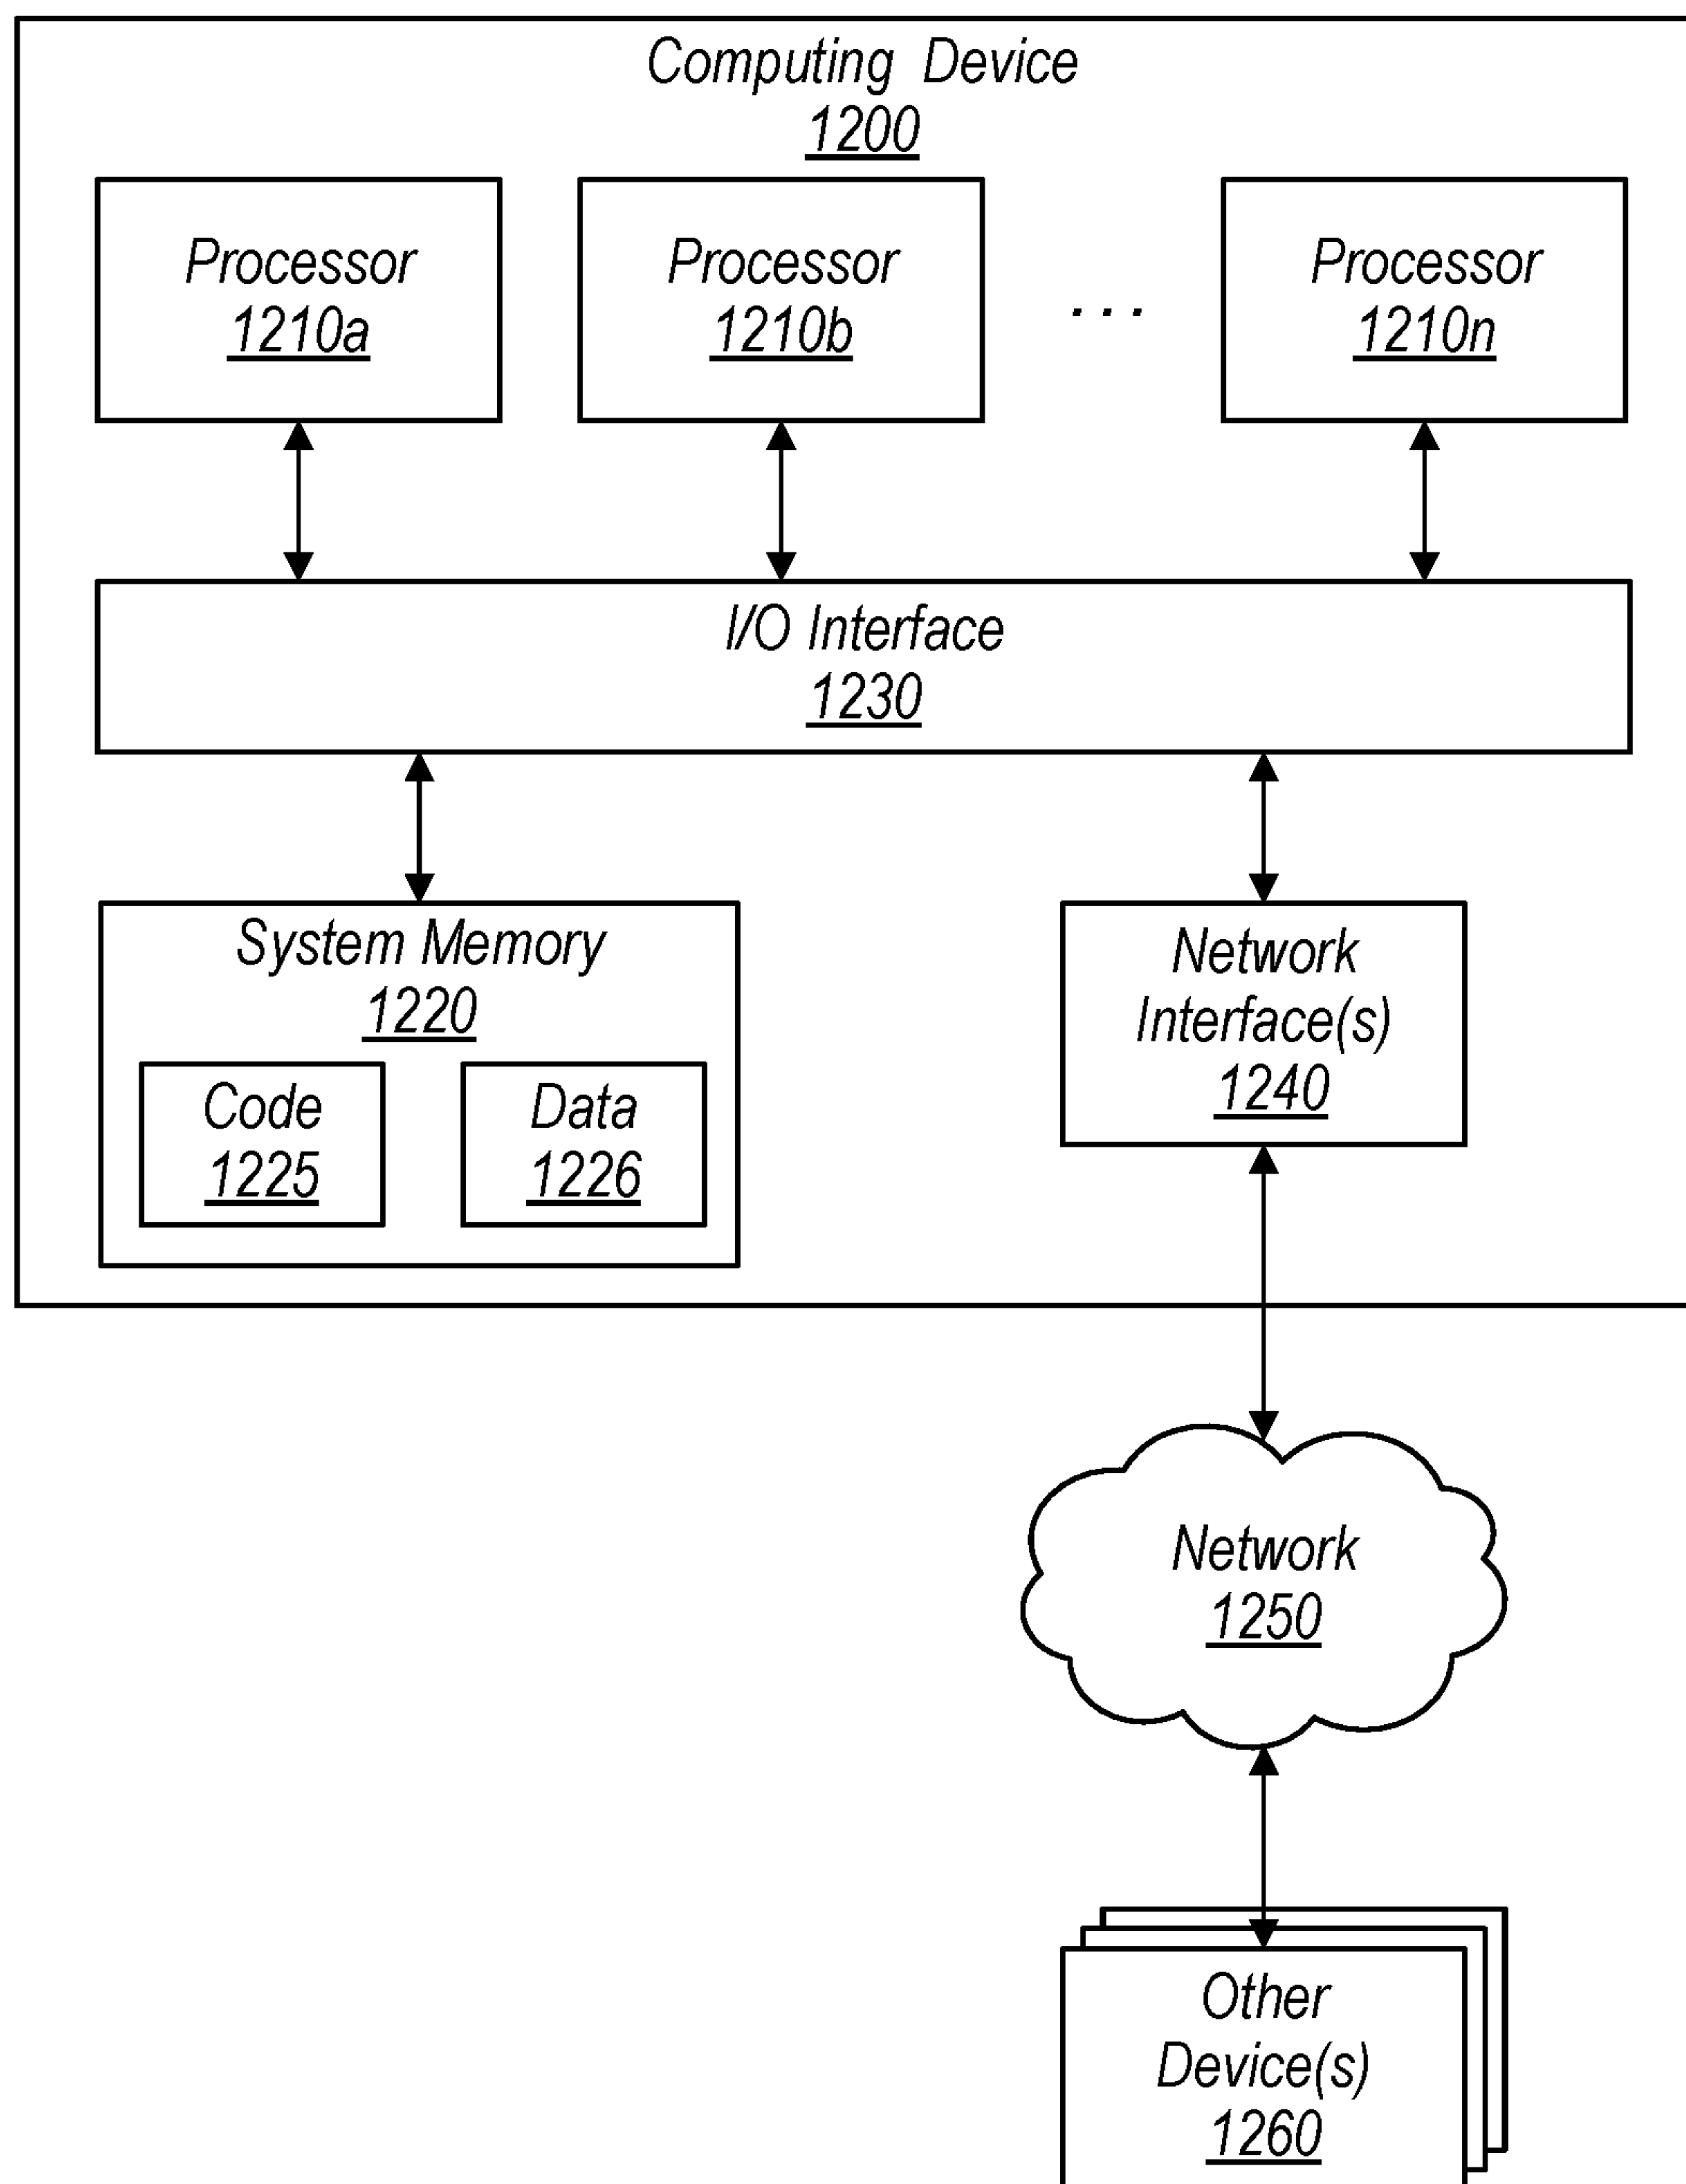 Computing Device
1200
Processor
1210a
Processor
1210b
. . .
Processor
1210n
I/O Interface
1230
System Memory
1220
Code
1225
Data
1226
Network
Interface(s)
1240
Network
1250
Other
Device(s)
1260